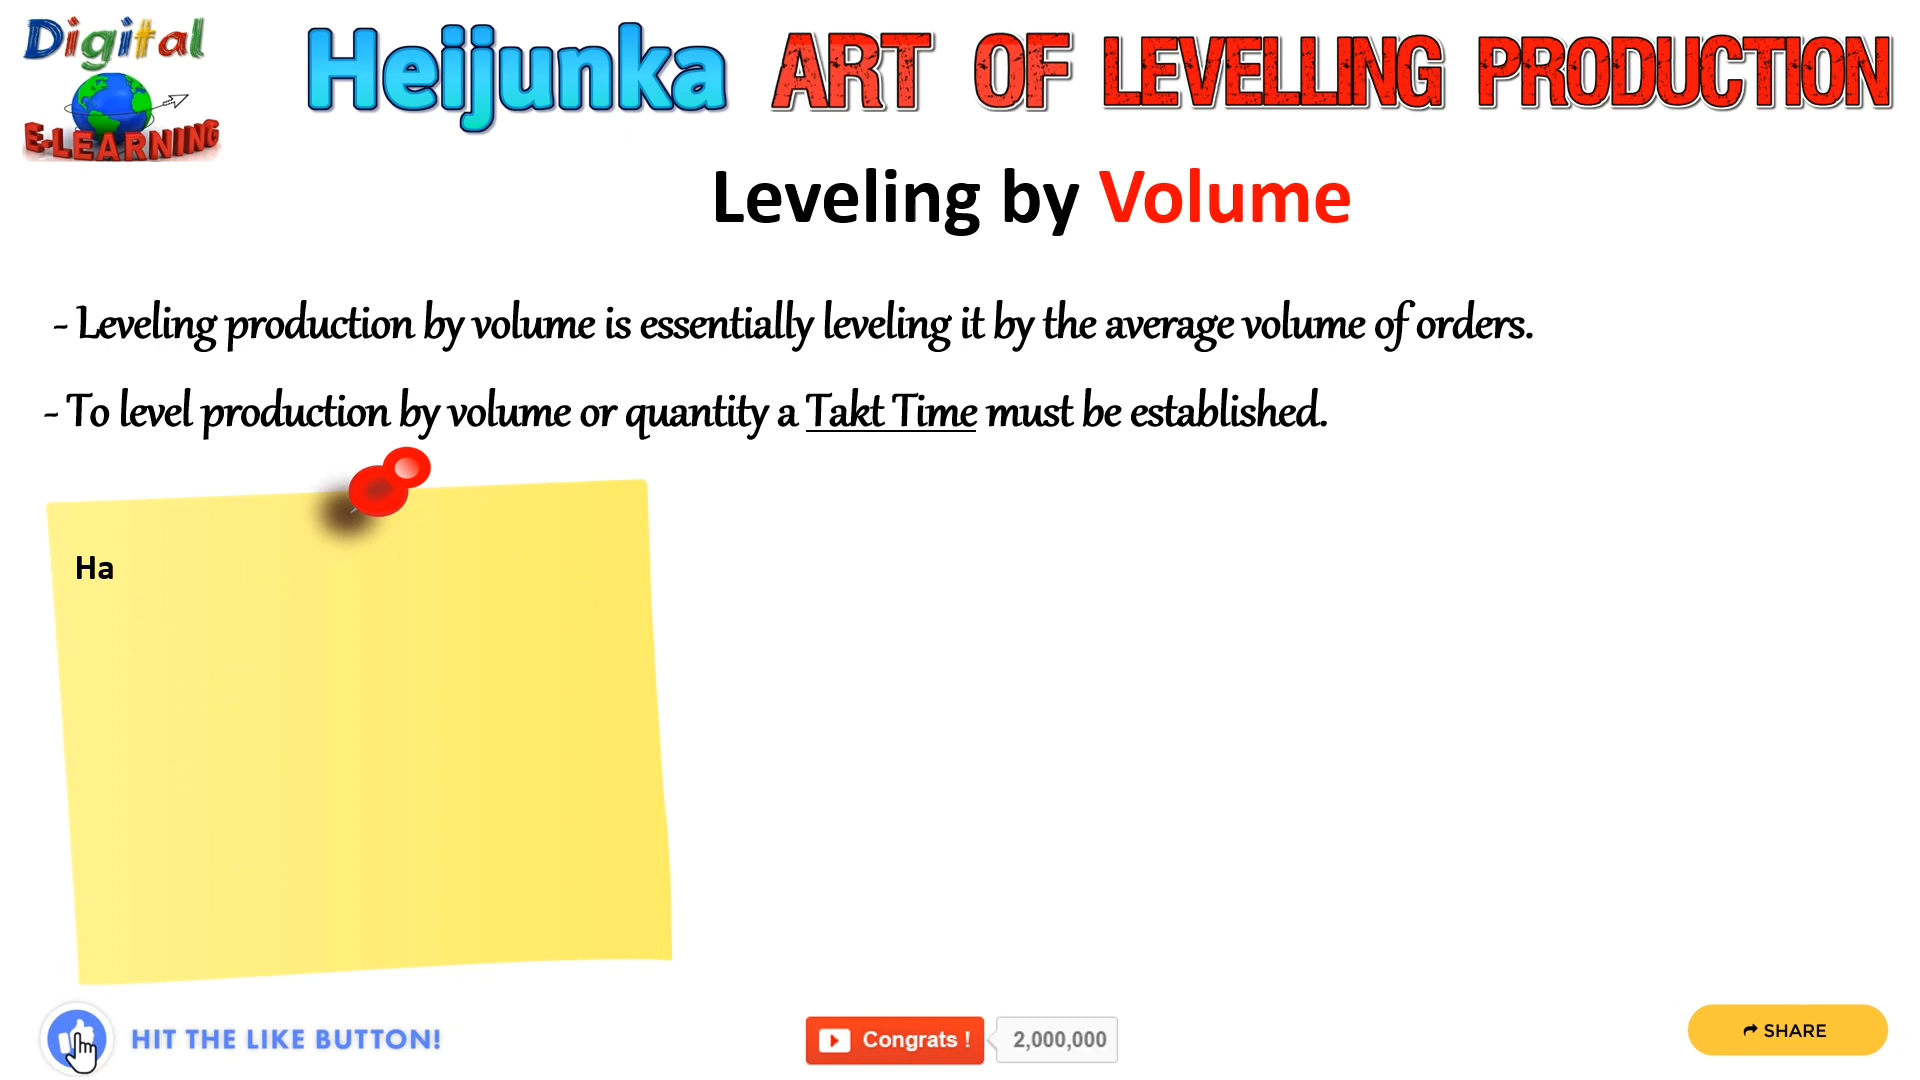 Digital
E-LEARNING
Heijunka ART OF LEVELLING PRODUCTION
Leveling by Volume
- Leveling production by volume is essentially leveling it by the average volume of orders.
- To level production by volume or quantity a Takt Time must be established.
Ha
HIT THE LIKE BUTTON!
Congrats ! 2,000,000
SHARE